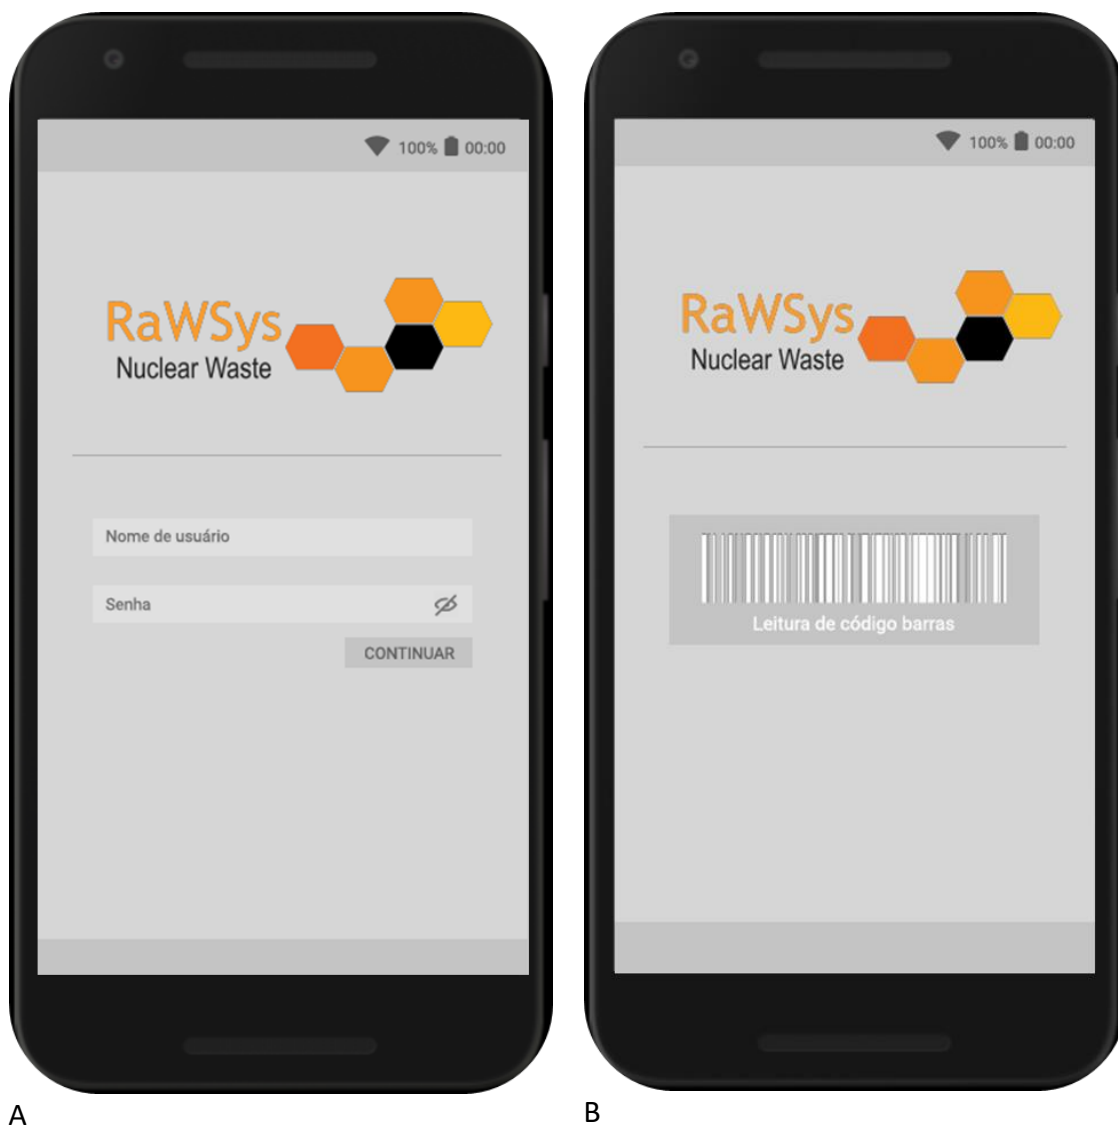 100% 00:00
RaWSys
Nuclear Waste
Nome de usuário
Senha
CONTINUAR
A
100% 00:00
RaWSys
Nuclear Waste
Leitura de código barras
B